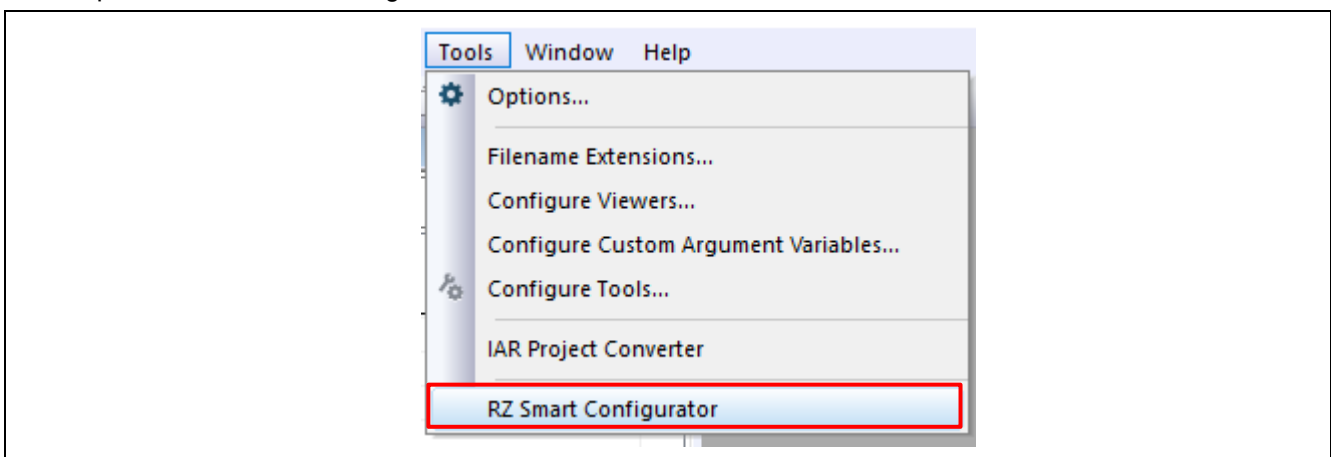 Tools Window Help
Options...
Filename Extensions...
Configure Viewers...
Configure Custom Argument Variables...
Configure Tools...
IAR Project Converter
RZ Smart Configurator